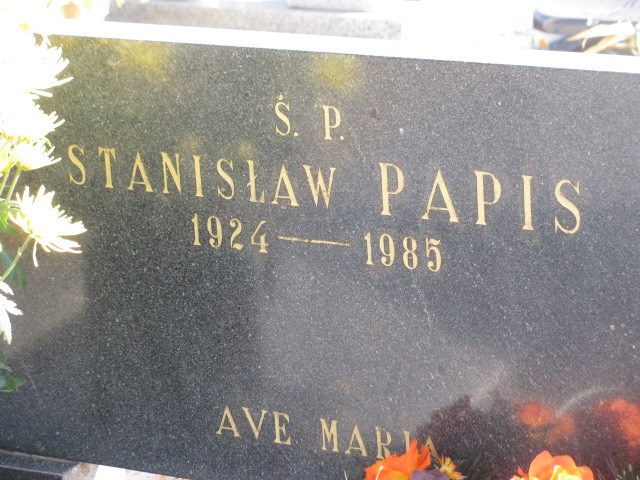 Ś. P.
STANISŁAW PAPIS
1924 — 1985
AVE MARIA